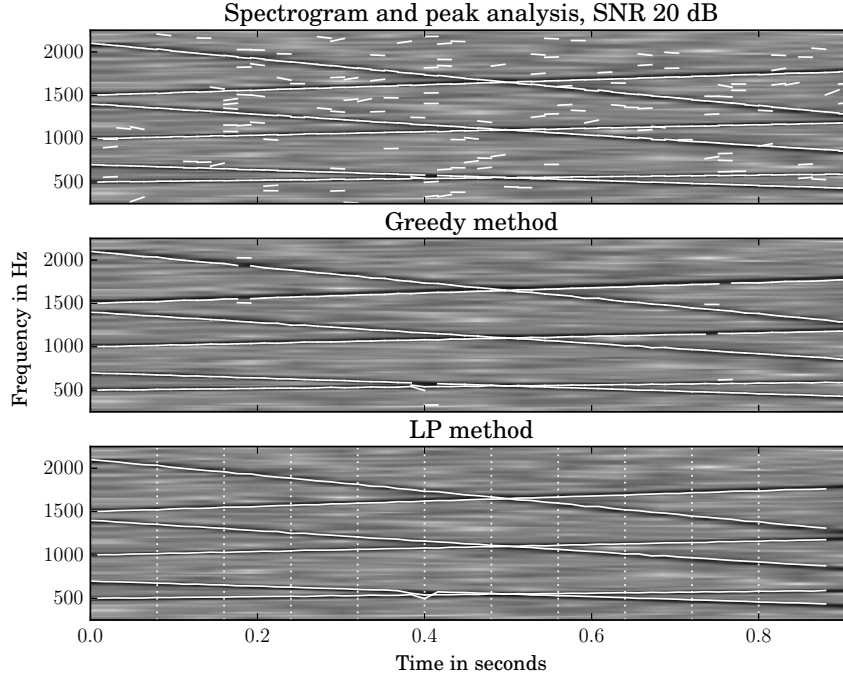 Spectrogram and peak analysis, SNR 20 dB
2000
1500
1000
500
Greedy method
2000
1500
1000
500
Frequency in Hz
LP method
2000
1500
1000
500
0.0 0.2 0.4 0.6 0.8
Time in seconds